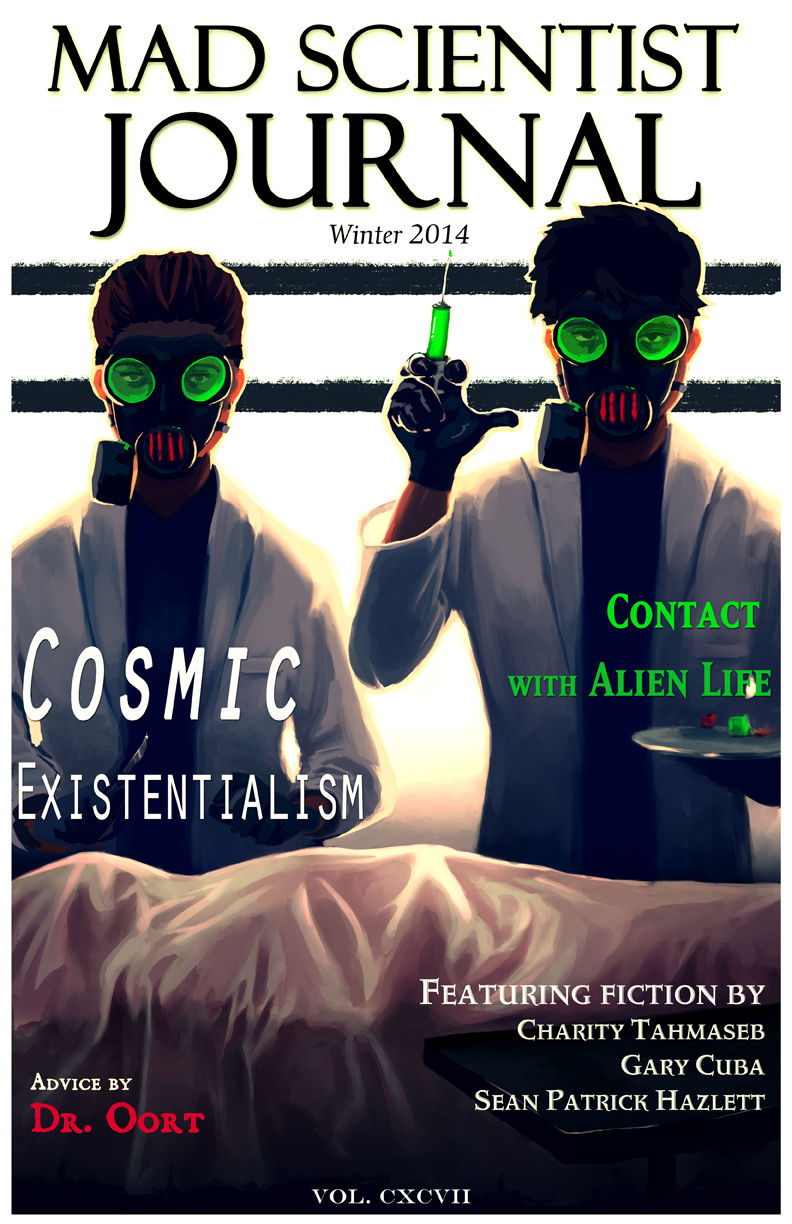 MAD SCIENTIST
JOURNAL
Winter 2014
COSMIC
EXISTENTIALISM
CONTACT
WITH ALIEN LIFE
FEATURING FICTION BY
CHARITY TAHMASEB
GARY CUBA
SEAN PATRICK HAZLETT
ADVICE BY
DR. OORT
VOL. CXCVII